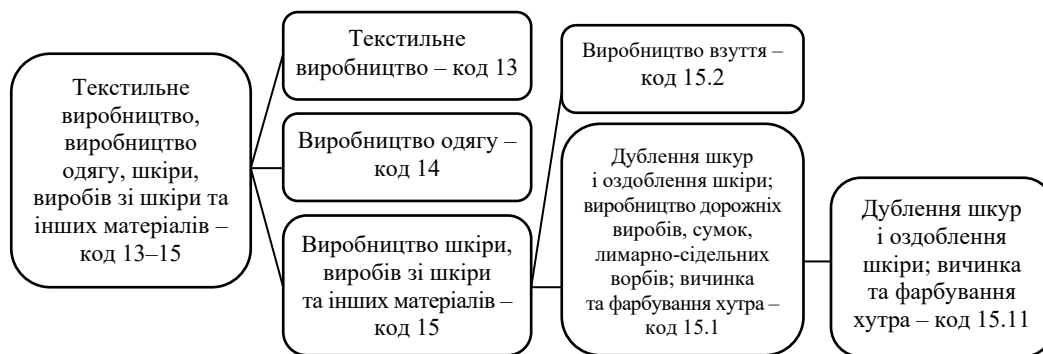 Текстильне
виробництво,
виробництво
одягу, шкіри,
виробів зі шкіри та
інших матеріалів –
код 13–15
Текстильне
виробництво – код 13
Виробництво одягу –
код 14
Виробництво шкіри,
виробів зі шкіри
та інших матеріалів –
код 15
Виробництво взуття –
код 15.2
Дублення шкур
і оздоблення шкіри;
виробництво дорожніх
виробів, сумок,
лимарно-сідельних
ворбів; вичинка
та фарбування хутра –
код 15.1
Дублення шкур
і оздоблення
шкіри; вичинка
та фарбування
хутра – код 15.11